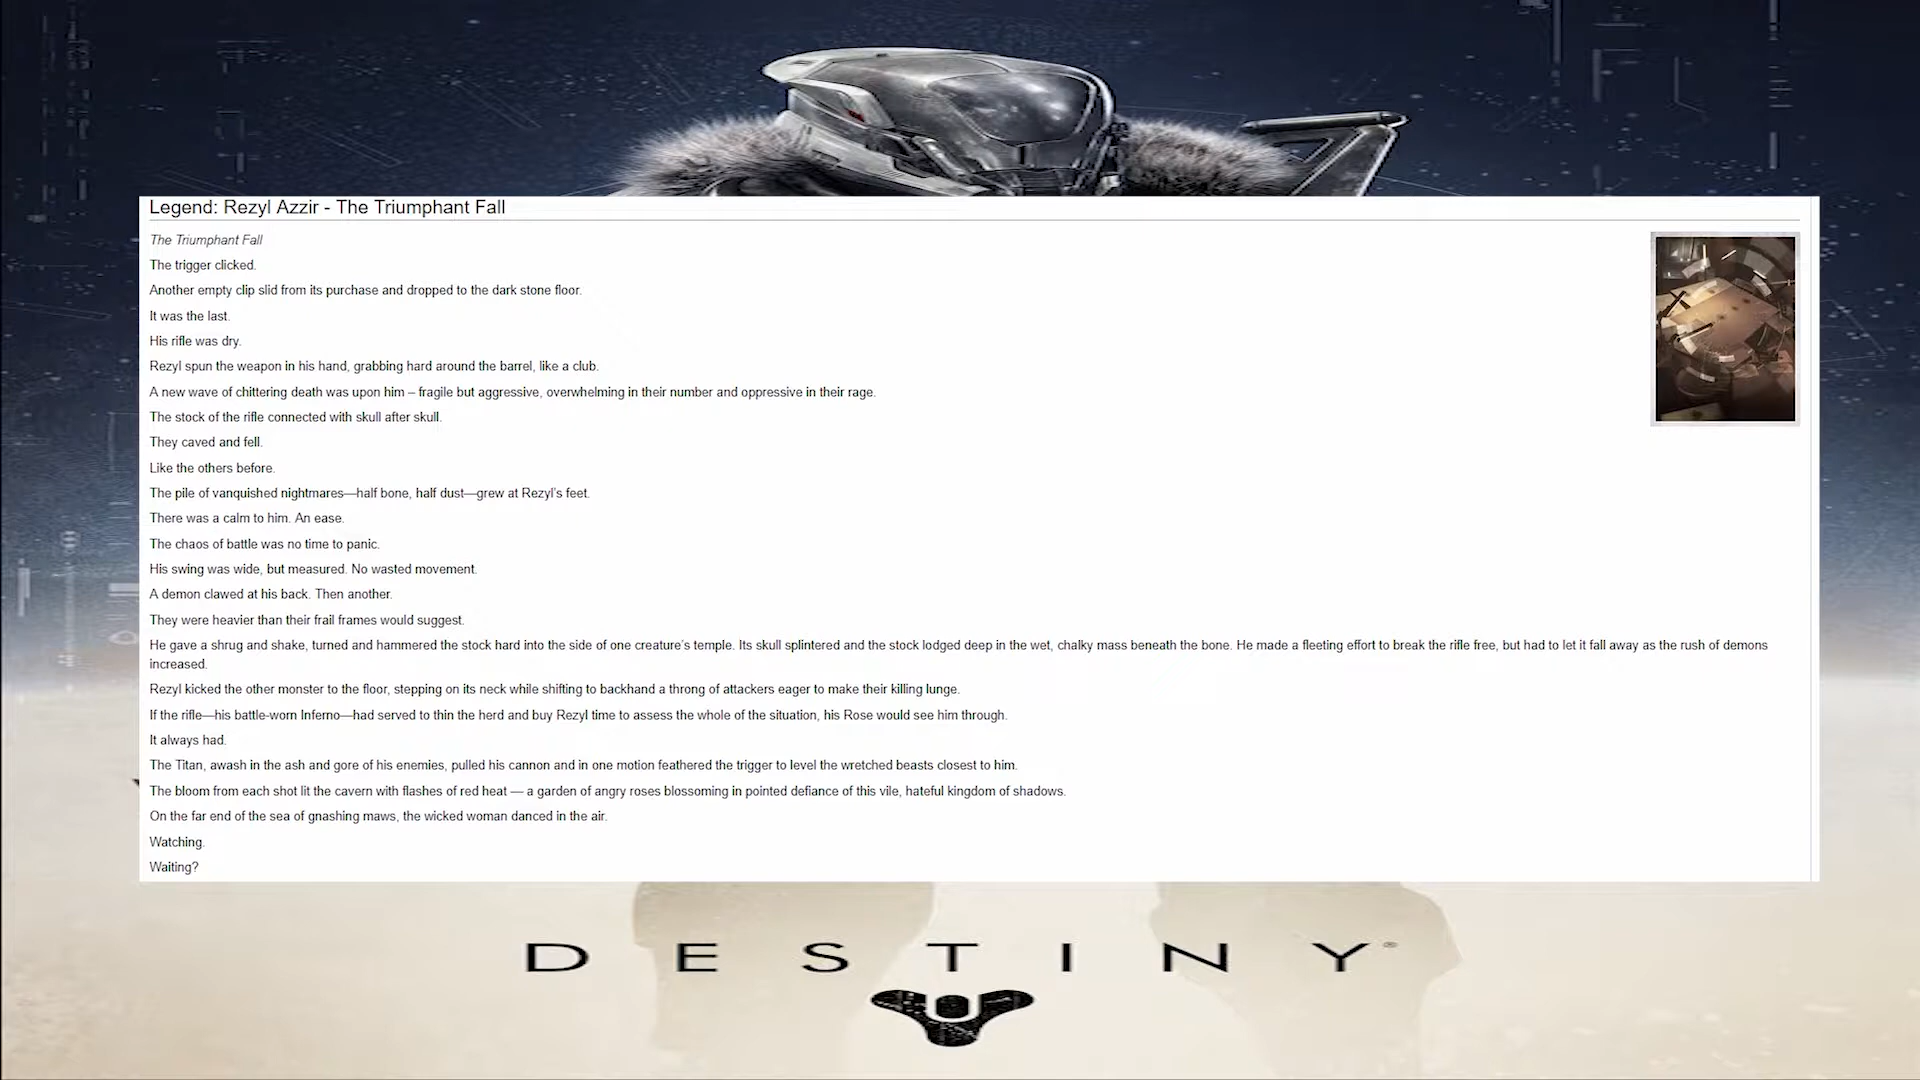 Legend: Rezyl Azzir - The Triumphant Fall
The Triumphant Fall
The trigger clicked.
Another empty clip slid from its purchase and dropped to the dark stone floor.
It was the last.
His rifle was dry.
Rezyl spun the weapon in his hand, grabbing hard around the barrel, like a club.
A new wave of chittering death was upon him – fragile but aggressive, overwhelming in their number and oppressive in their rage.
The stock of the rifle connected with skull after skull.
They caved and fell.
Like the others before.
The pile of vanquished nightmares—half bone, half dust—grew at Rezyl's feet.
There was a calm to him. An ease.
The chaos of battle was no time to panic.
His swing was wide, but measured. No wasted movement.
A demon clawed at his back. Then another.
They were heavier than their frail frames would suggest.
He gave a shrug and shake, turned and hammered the stock hard into the side of one creature's temple. Its skull splintered and the stock lodged deep in the wet, chalky mass beneath the bone. He made a fleeting effort to break the rifle free, but had to let it fall away as the rush of demons
increased.
Rezyl kicked the other monster to the floor, stepping on its neck while shifting to backhand a throng of attackers eager to make their killing lunge.
If the rifle—his battle-worn Inferno—had served to thin the herd and buy Rezyl time to assess the whole of the situation, his Rose would see him through.
It always had.
The Titan, awash in the ash and gore of his enemies, pulled his cannon and in one motion feathered the trigger to level the wretched beasts closest to him.
The bloom from each shot lit the cavern with flashes of red heat — a garden of angry roses blossoming in pointed defiance of this vile, hateful kingdom of shadows.
On the far end of the sea of gnashing maws, the wicked woman danced in the air.
Watching.
Waiting?
DESTINY®